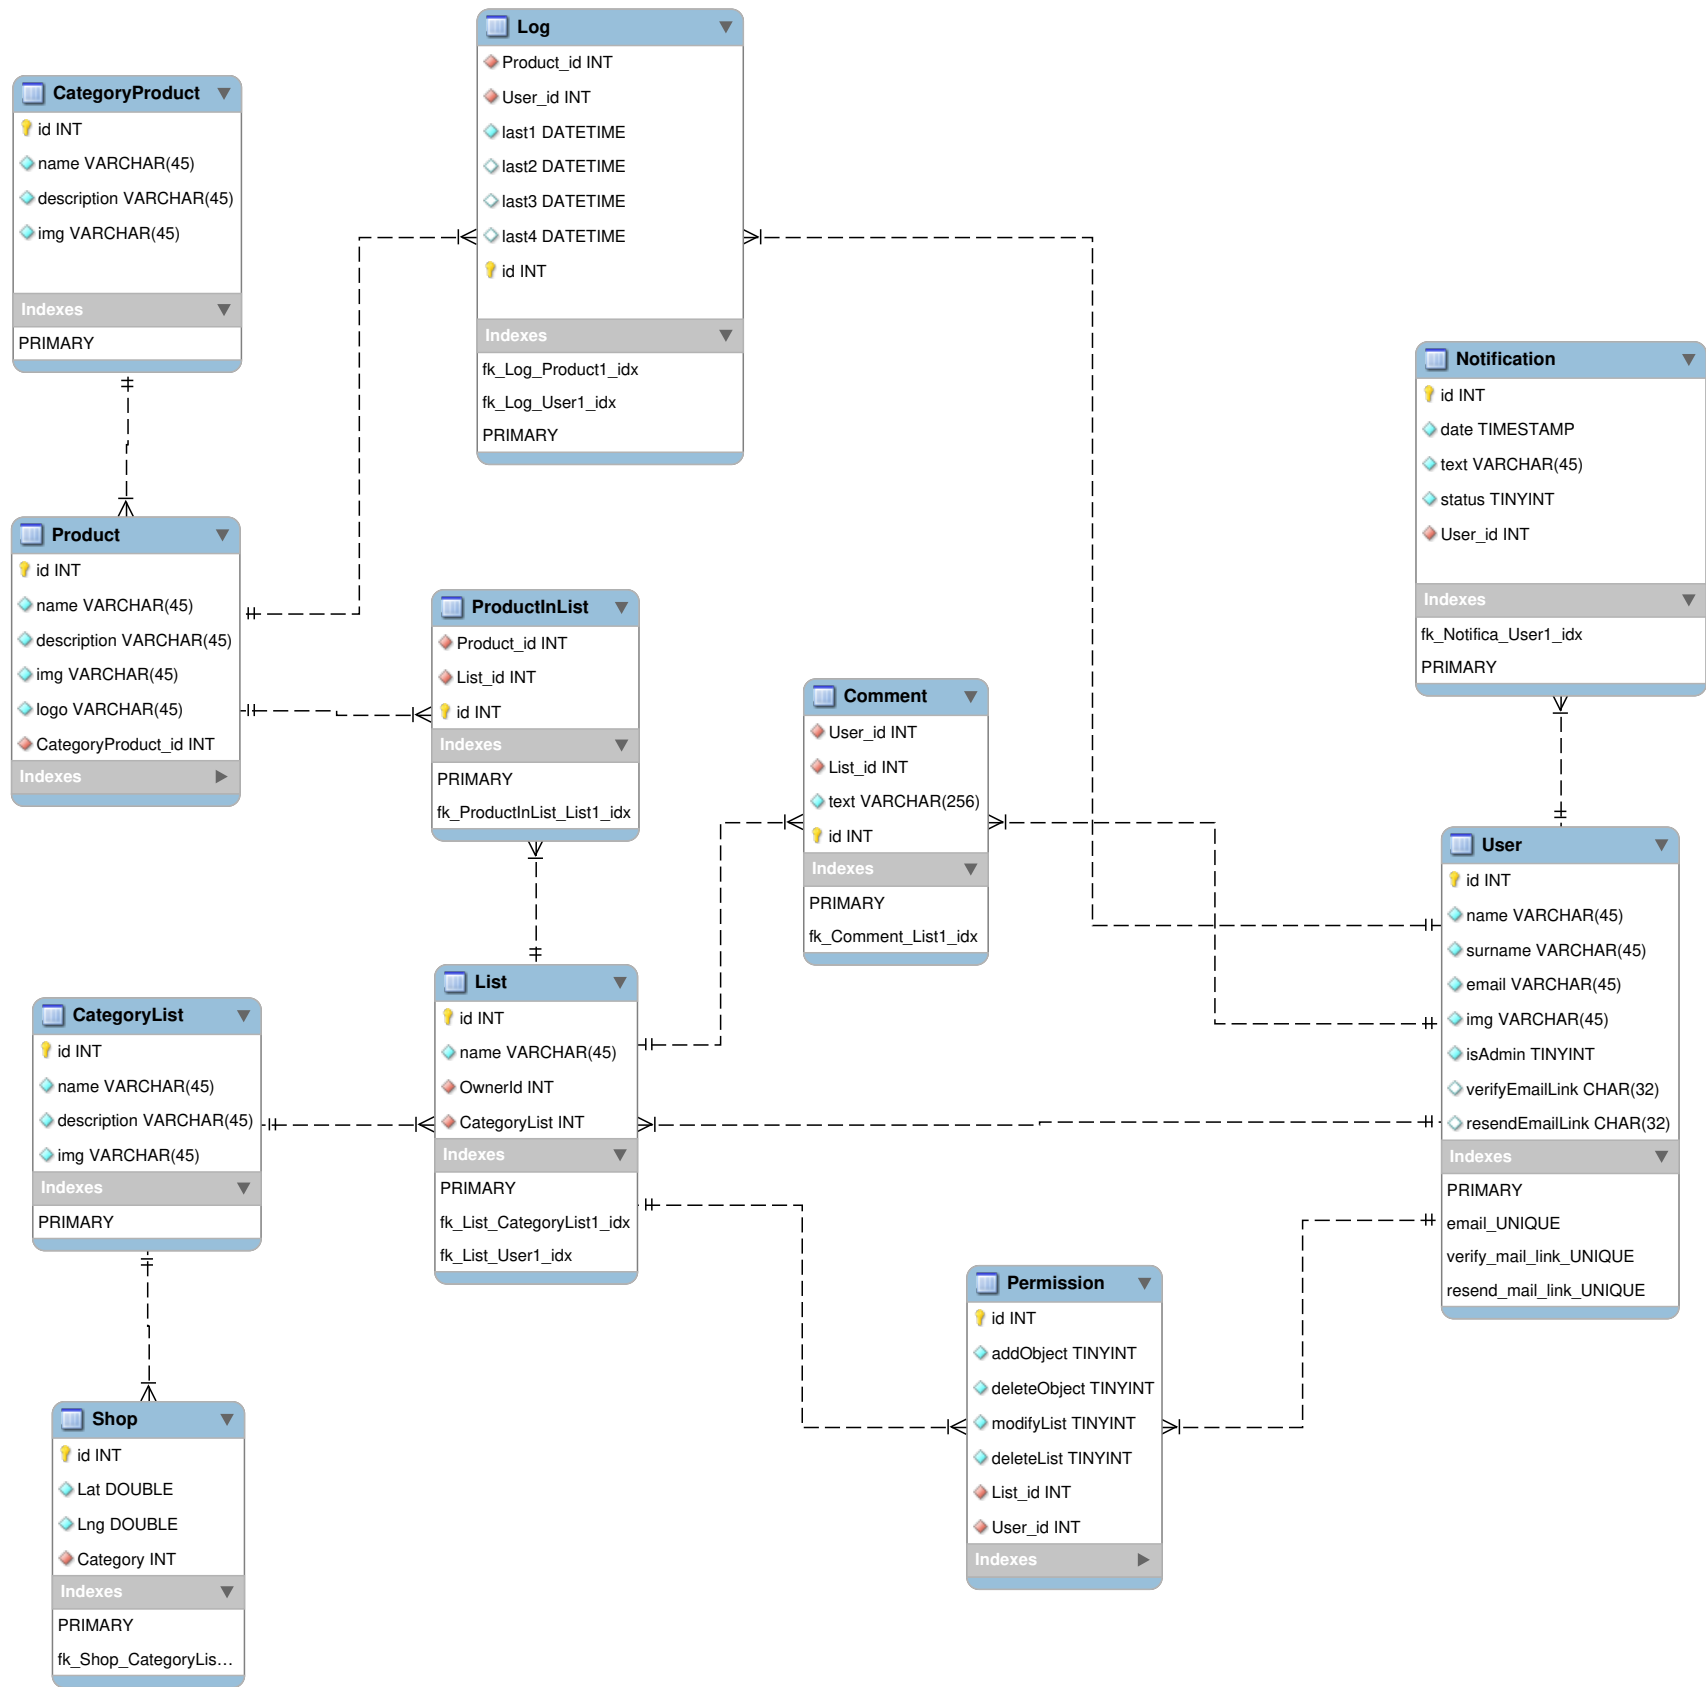 Log
Product_id INT
User_id INT
last1 DATETIME
last2 DATETIME
last3 DATETIME
last4 DATETIME
id INT
Indexes
fk_Log_Product1_idx
fk_Log_User1_idx
PRIMARY
CategoryProduct
id INT
name VARCHAR(45)
description VARCHAR(45)
img VARCHAR(45)
Indexes
PRIMARY
Notification
id INT
date TIMESTAMP
text VARCHAR(45)
status TINYINT
User_id INT
Indexes
fk_Notifica_User1_idx
PRIMARY
Product
id INT
name VARCHAR(45)
description VARCHAR(45)
img VARCHAR(45)
logo VARCHAR(45)
CategoryProduct_id INT
Indexes
ProductInList
Product_id INT
List_id INT
id INT
Indexes
PRIMARY
fk_ProductInList_List1_idx
Comment
User_id INT
List_id INT
text VARCHAR(256)
id INT
Indexes
PRIMARY
fk_Comment_List1_idx
User
id INT
name VARCHAR(45)
surname VARCHAR(45)
email VARCHAR(45)
img VARCHAR(45)
isAdmin TINYINT
verifyEmailLink CHAR(32)
resendEmailLink CHAR(32)
Indexes
PRIMARY
email_UNIQUE
verify_mail_link_UNIQUE
resend_mail_link_UNIQUE
List
id INT
name VARCHAR(45)
OwnerId INT
CategoryList INT
Indexes
PRIMARY
fk_List_CategoryList1_idx
fk_List_User1_idx
CategoryList
id INT
name VARCHAR(45)
description VARCHAR(45)
img VARCHAR(45)
Indexes
PRIMARY
Permission
id INT
addObject TINYINT
deleteObject TINYINT
modifyList TINYINT
deleteList TINYINT
List_id INT
User_id INT
Indexes
Shop
id INT
Lat DOUBLE
Lng DOUBLE
Category INT
Indexes
PRIMARY
fk_Shop_CategoryLis...